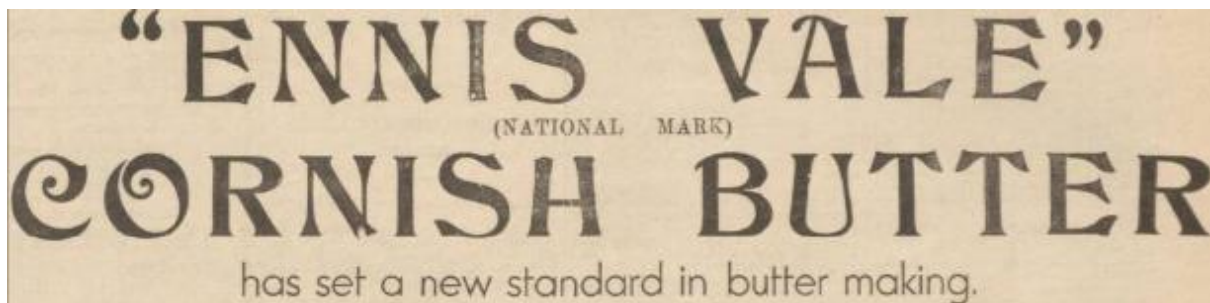 “ENNIS VALE”
(NATIONAL MARK)
CORNISH BUTTER
has set a new standard in butter making.